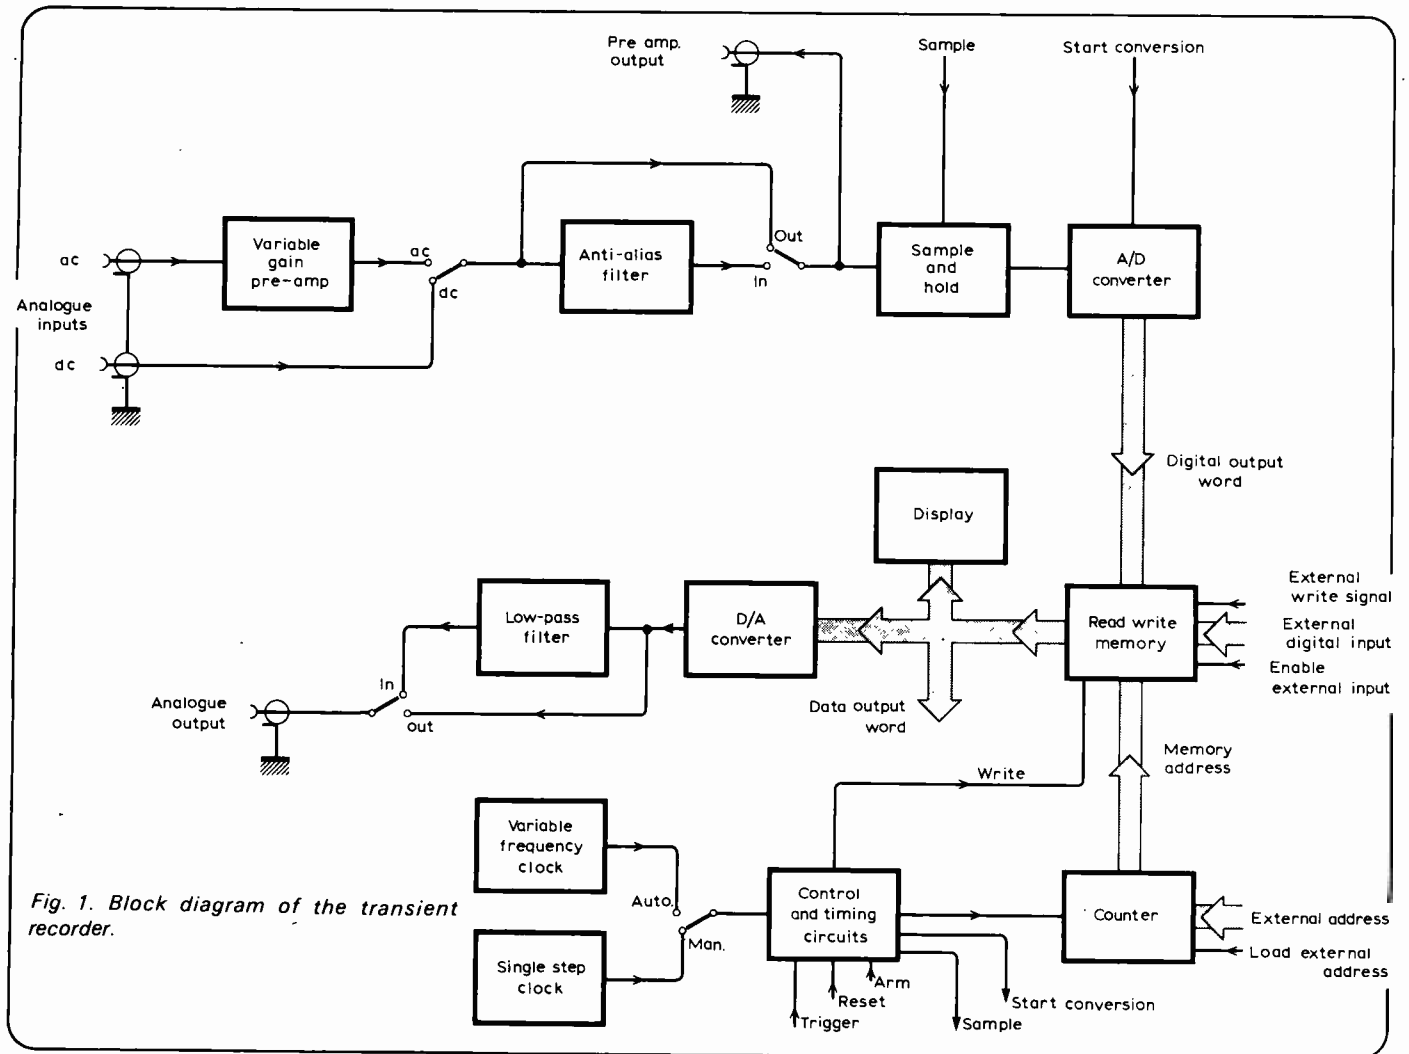 Pre amp.
output
Sample
Start conversion
ac
Analogue
inputs
dc
Variable
gain
pre-amp
ac
dc
Anti-alias
filter
Out
In
Sample
and
hold
A/D
converter
Digital output
word
Display
External
write signal
External
digital input
Enable
external input
Read write
memory
D/A
converter
Low-pass
filter
Data output
word
In
out
Analogue
output
Memory
address
Write
Variable
frequency
clock
Auto.
Man.
Single step
clock
Control
and timing
circuits
Counter
External address
Load external
address
Arm
Reset
Trigger
Start conversion
Sample
Fig. 1. Block diagram of the transient
recorder.